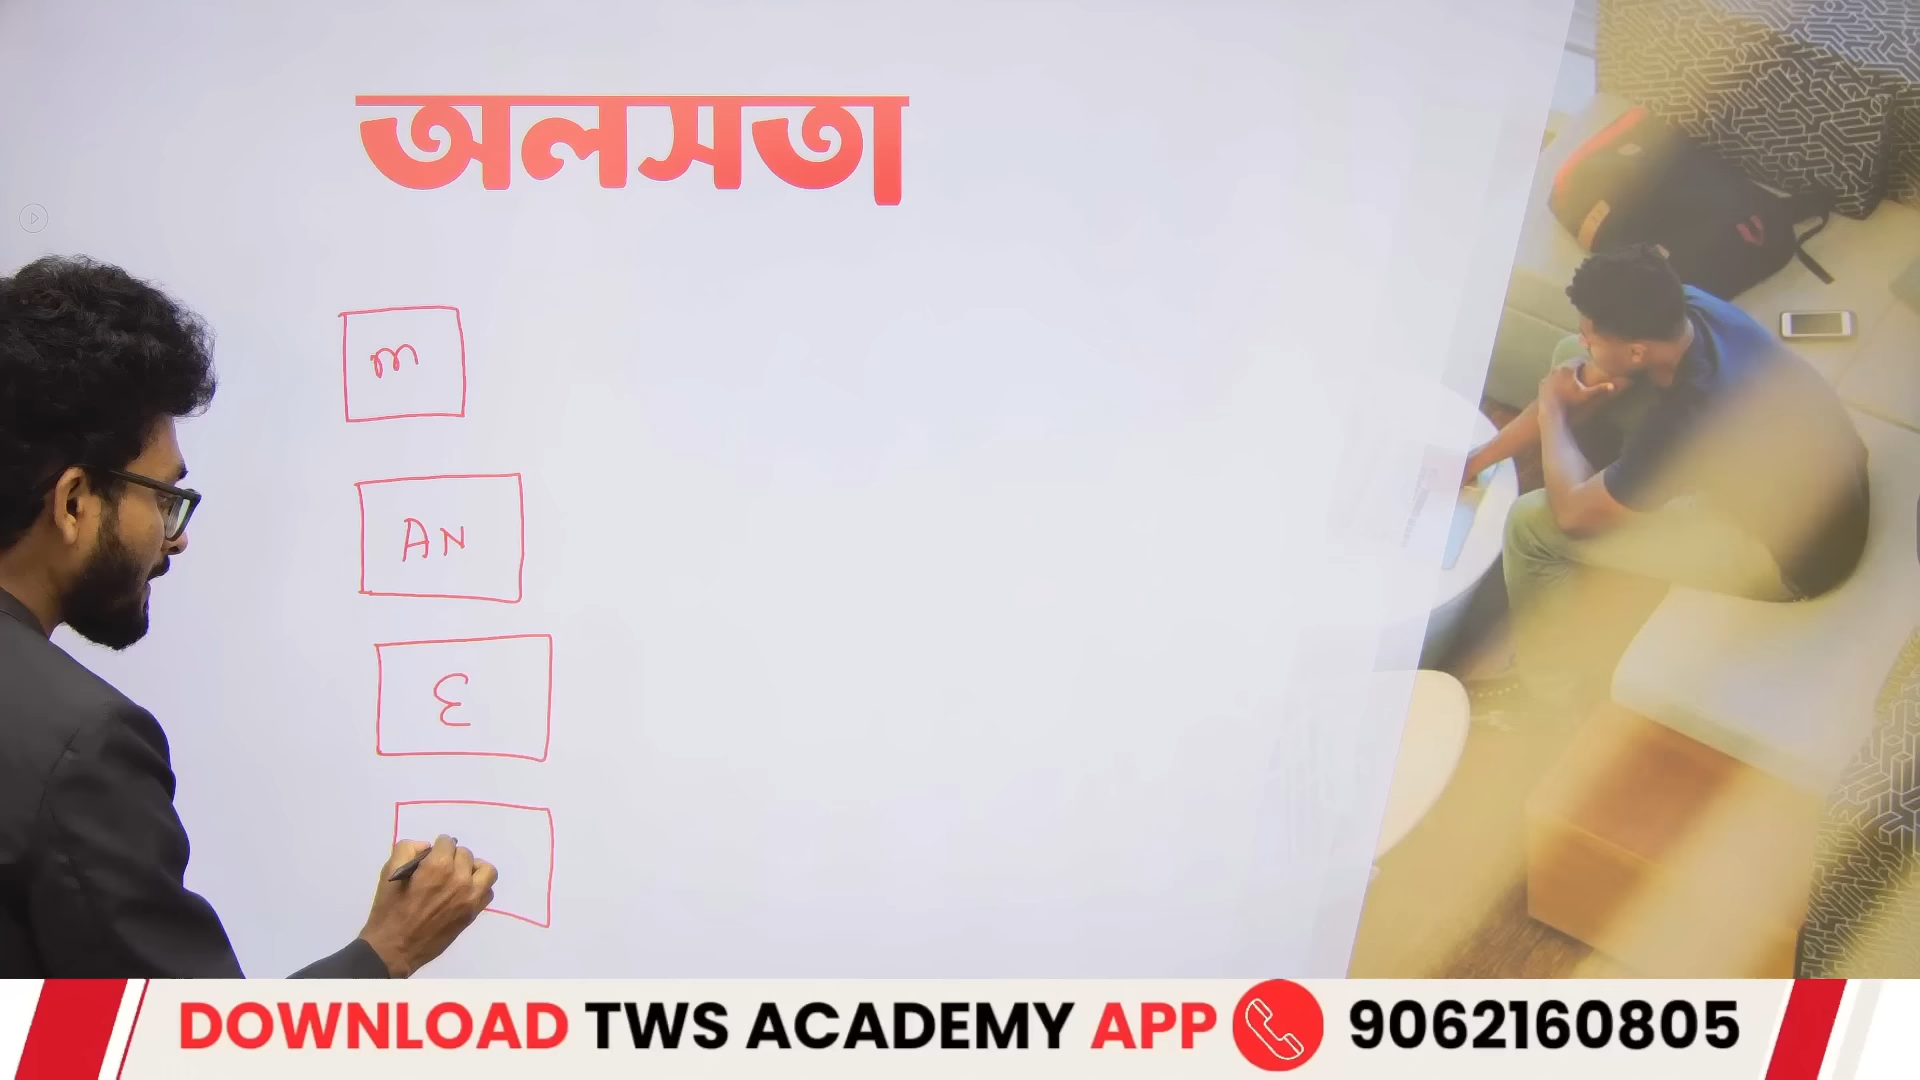 অলসতা
m
AN
E
DOWNLOAD TWS ACADEMY APP 9062160805